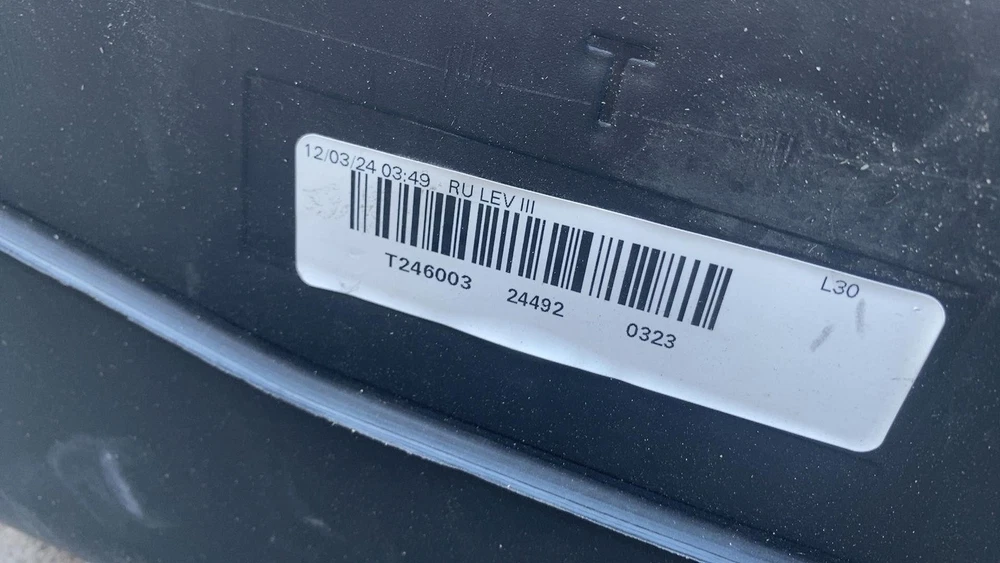 T
12/03/24 03:49 RU LEV III
L30
T246003 24492 0323